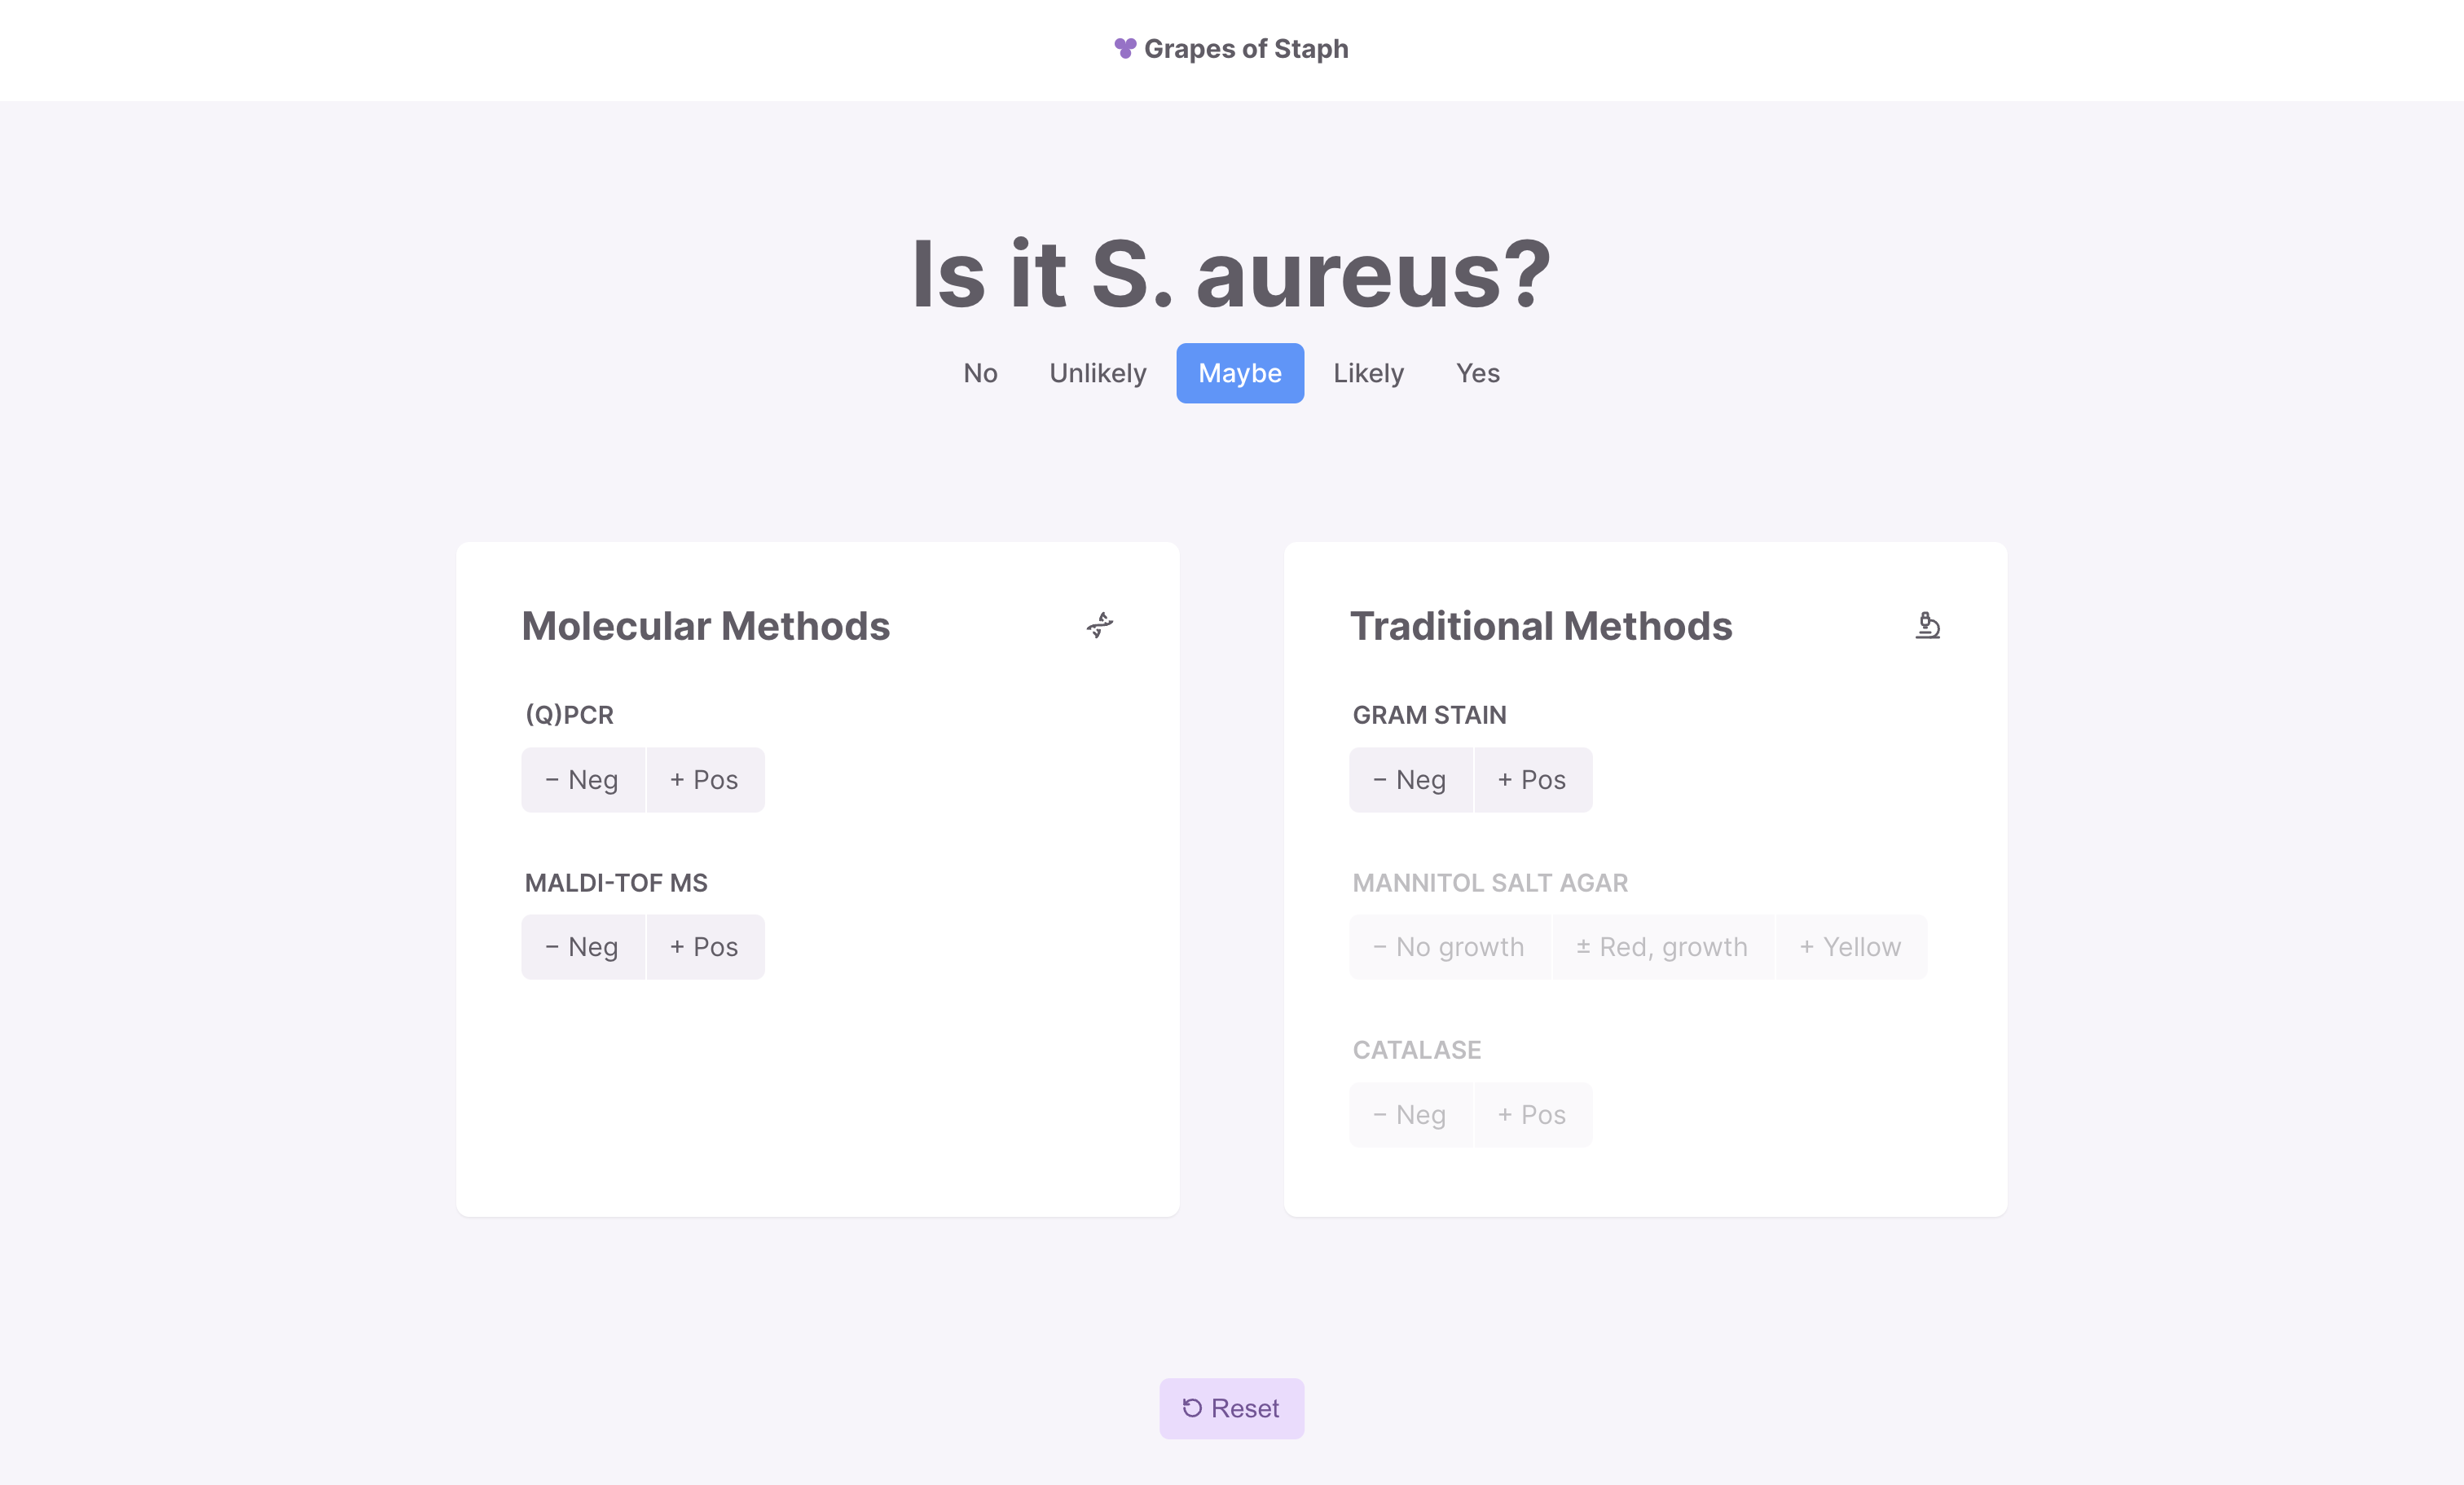 Grapes of Staph
Is it S. aureus?
No Unlikely Maybe Likely Yes
Molecular Methods
(Q)PCR
− Neg + Pos
MALDI-TOF MS
− Neg + Pos
Traditional Methods
GRAM STAIN
− Neg + Pos
MANNITOL SALT AGAR
− No growth ± Red, growth + Yellow
CATALASE
− Neg + Pos
Reset